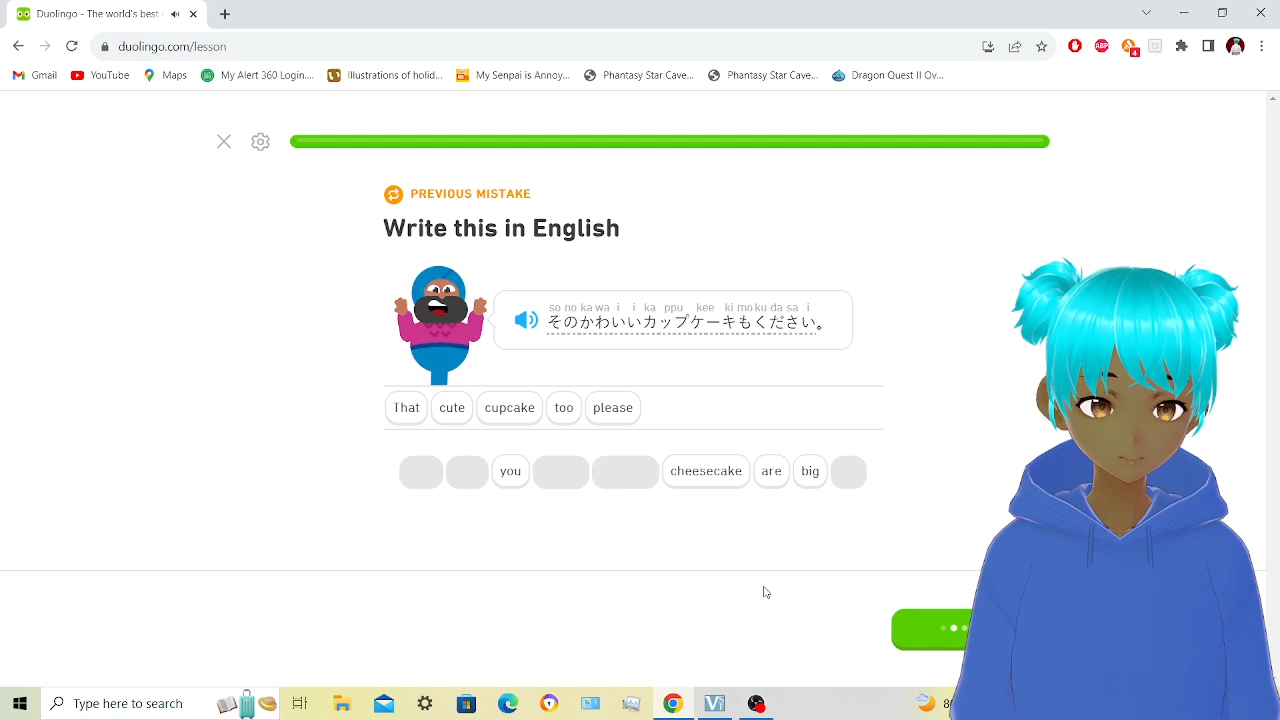 Duolingo - The world's best
duolingo.com/lesson
ABP
4
Gmail
YouTube
Maps
My Alert 360 Login....
Illustrations of holid...
My Senpai is Annoy...
Phantasy Star Cave...
Phantasy Star Cave...
Dragon Quest II Ov...
PREVIOUS MISTAKE
Write this in English
so no ka wa i i ka ppu kee ki mo ku da sa i
そのかわいいカップケーキもください。
That cute cupcake too please
you cheesecake are big
Type here to search